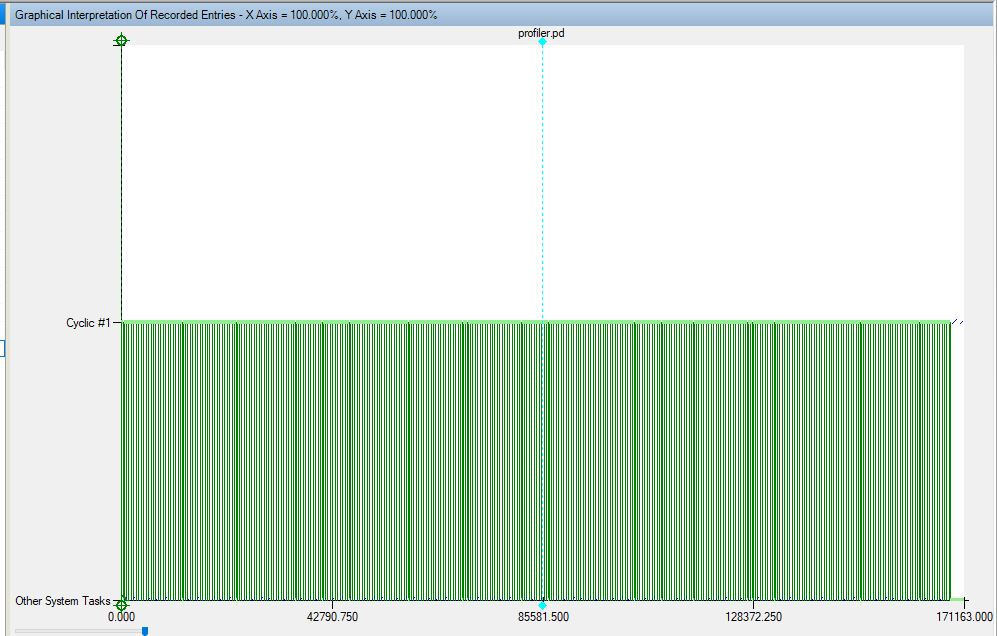 Graphical Interpretation Of Recorded Entries - X Axis = 100.000%, Y Axis = 100.000%
profiler.pd
Cyclic #1
Other System Tasks
0.000 42790.750 85581.500 128372.250 171163.000